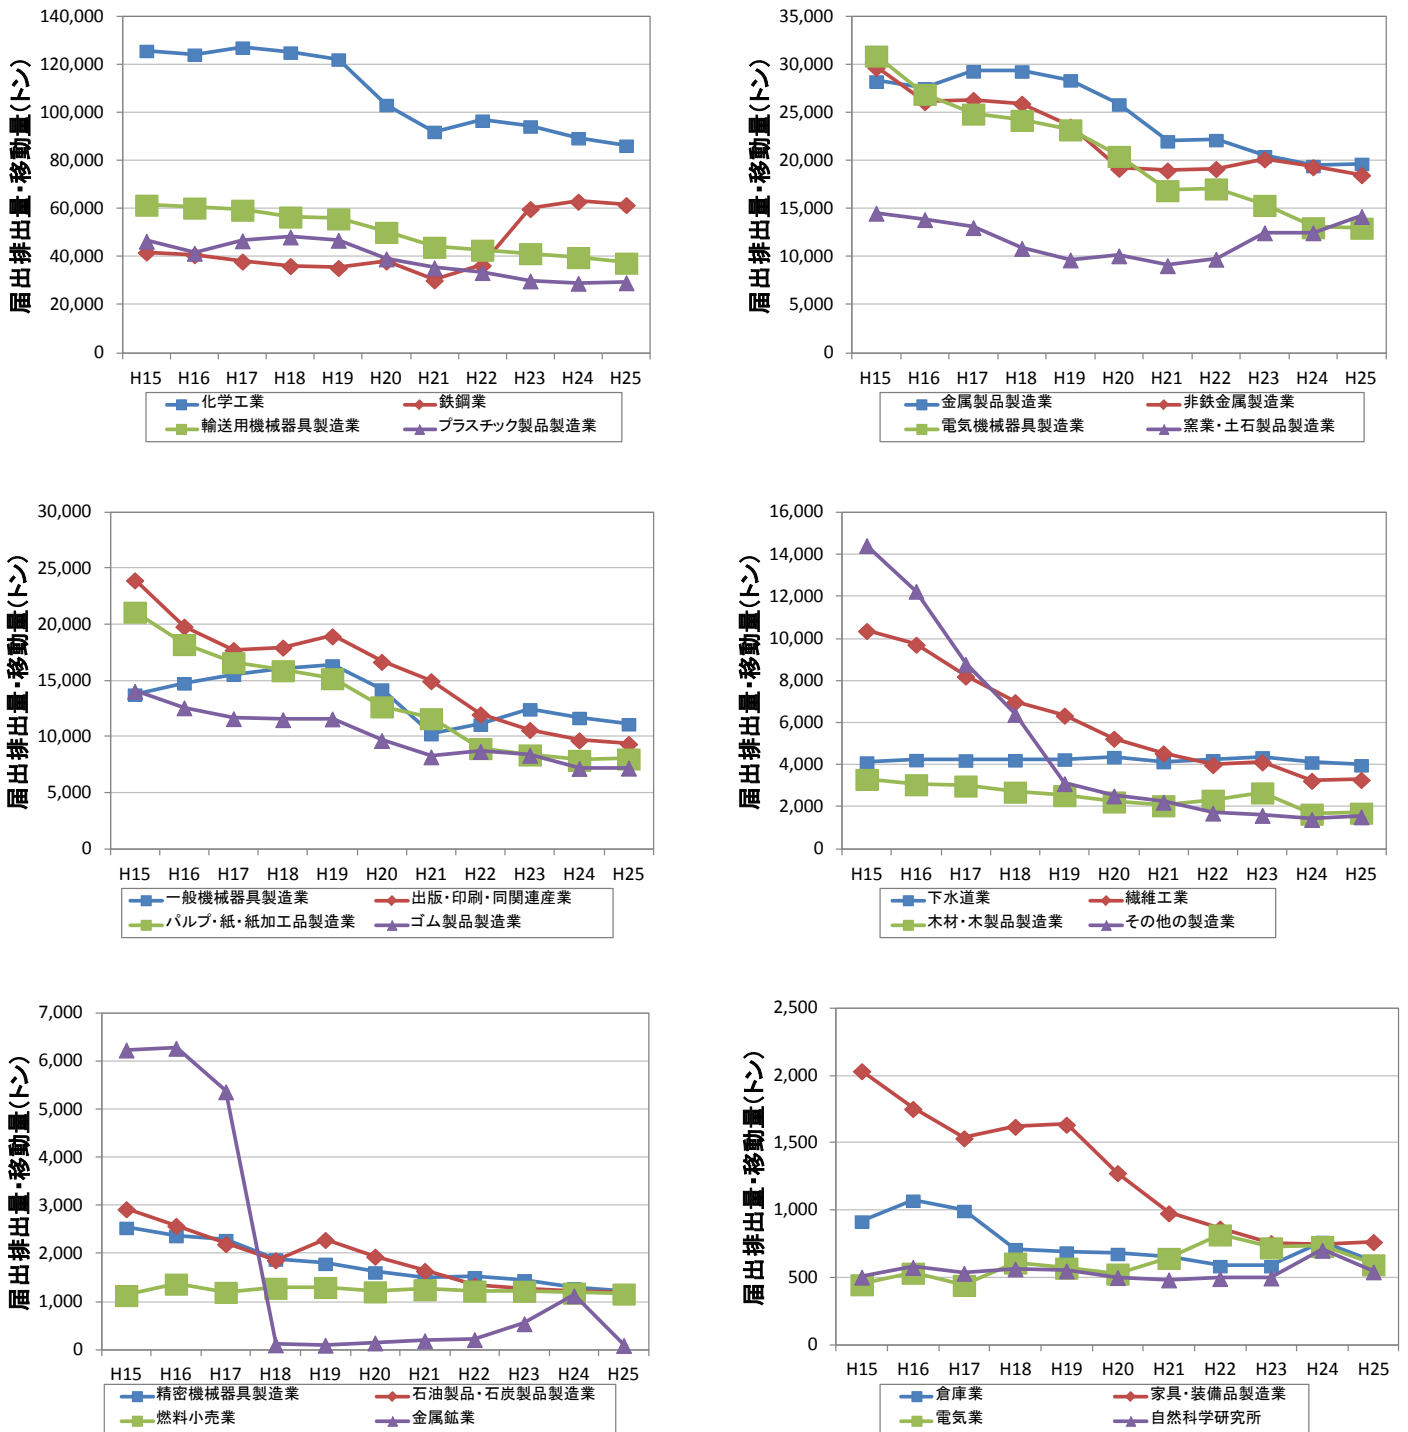 届出排出量・移動量(トン)
140,000
120,000
100,000
80,000
60,000
40,000
20,000
0
H15 H16 H17 H18 H19 H20 H21 H22 H23 H24 H25
化学工業 鉄鋼業
輸送用機械器具製造業 プラスチック製品製造業
届出排出量・移動量(トン)
35,000
30,000
25,000
20,000
15,000
10,000
5,000
0
H15 H16 H17 H18 H19 H20 H21 H22 H23 H24 H25
金属製品製造業 非鉄金属製造業
電気機械器具製造業 窯業・土石製品製造業
届出排出量・移動量(トン)
30,000
25,000
20,000
15,000
10,000
5,000
0
H15 H16 H17 H18 H19 H20 H21 H22 H23 H24 H25
一般機械器具製造業 出版・印刷・同関連産業
パルプ・紙・紙加工品製造業 ゴム製品製造業
届出排出量・移動量(トン)
16,000
14,000
12,000
10,000
8,000
6,000
4,000
2,000
0
H15 H16 H17 H18 H19 H20 H21 H22 H23 H24 H25
下水道業 繊維工業
木材・木製品製造業 その他の製造業
届出排出量・移動量(トン)
7,000
6,000
5,000
4,000
3,000
2,000
1,000
0
H15 H16 H17 H18 H19 H20 H21 H22 H23 H24 H25
精密機械器具製造業 石油製品・石炭製品製造業
燃料小売業 金属鉱業
届出排出量・移動量(トン)
2,500
2,000
1,500
1,000
500
0
H15 H16 H17 H18 H19 H20 H21 H22 H23 H24 H25
倉庫業 家具・装備品製造業
電気業 自然科学研究所